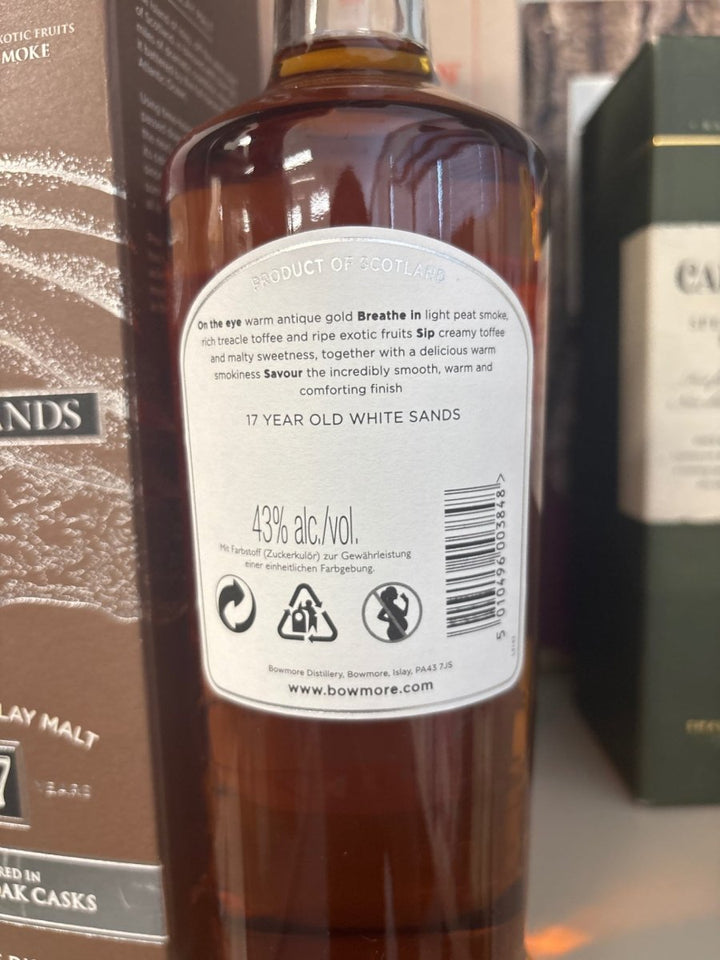 XOTIC FRUITS
MOKE
ANDS
LAY MALT
7
YEARS
RED IN
OAK CASKS
PRODUCT OF SCOTLAND
On the eye warm antique gold Breathe in light peat smoke,
rich treacle toffee and ripe exotic fruits Sip creamy toffee
and malty sweetness, together with a delicious warm
smokiness Savour the incredibly smooth, warm and
comforting finish
17 YEAR OLD WHITE SANDS
43% alc./vol.
Mit Farbstoff (Zuckerkulör) zur Gewährleistung
einer einheitlichen Farbgebung.
5 010496 003848 >
Bowmore Distillery, Bowmore, Islay, PA43 7JS
www.bowmore.com
CA